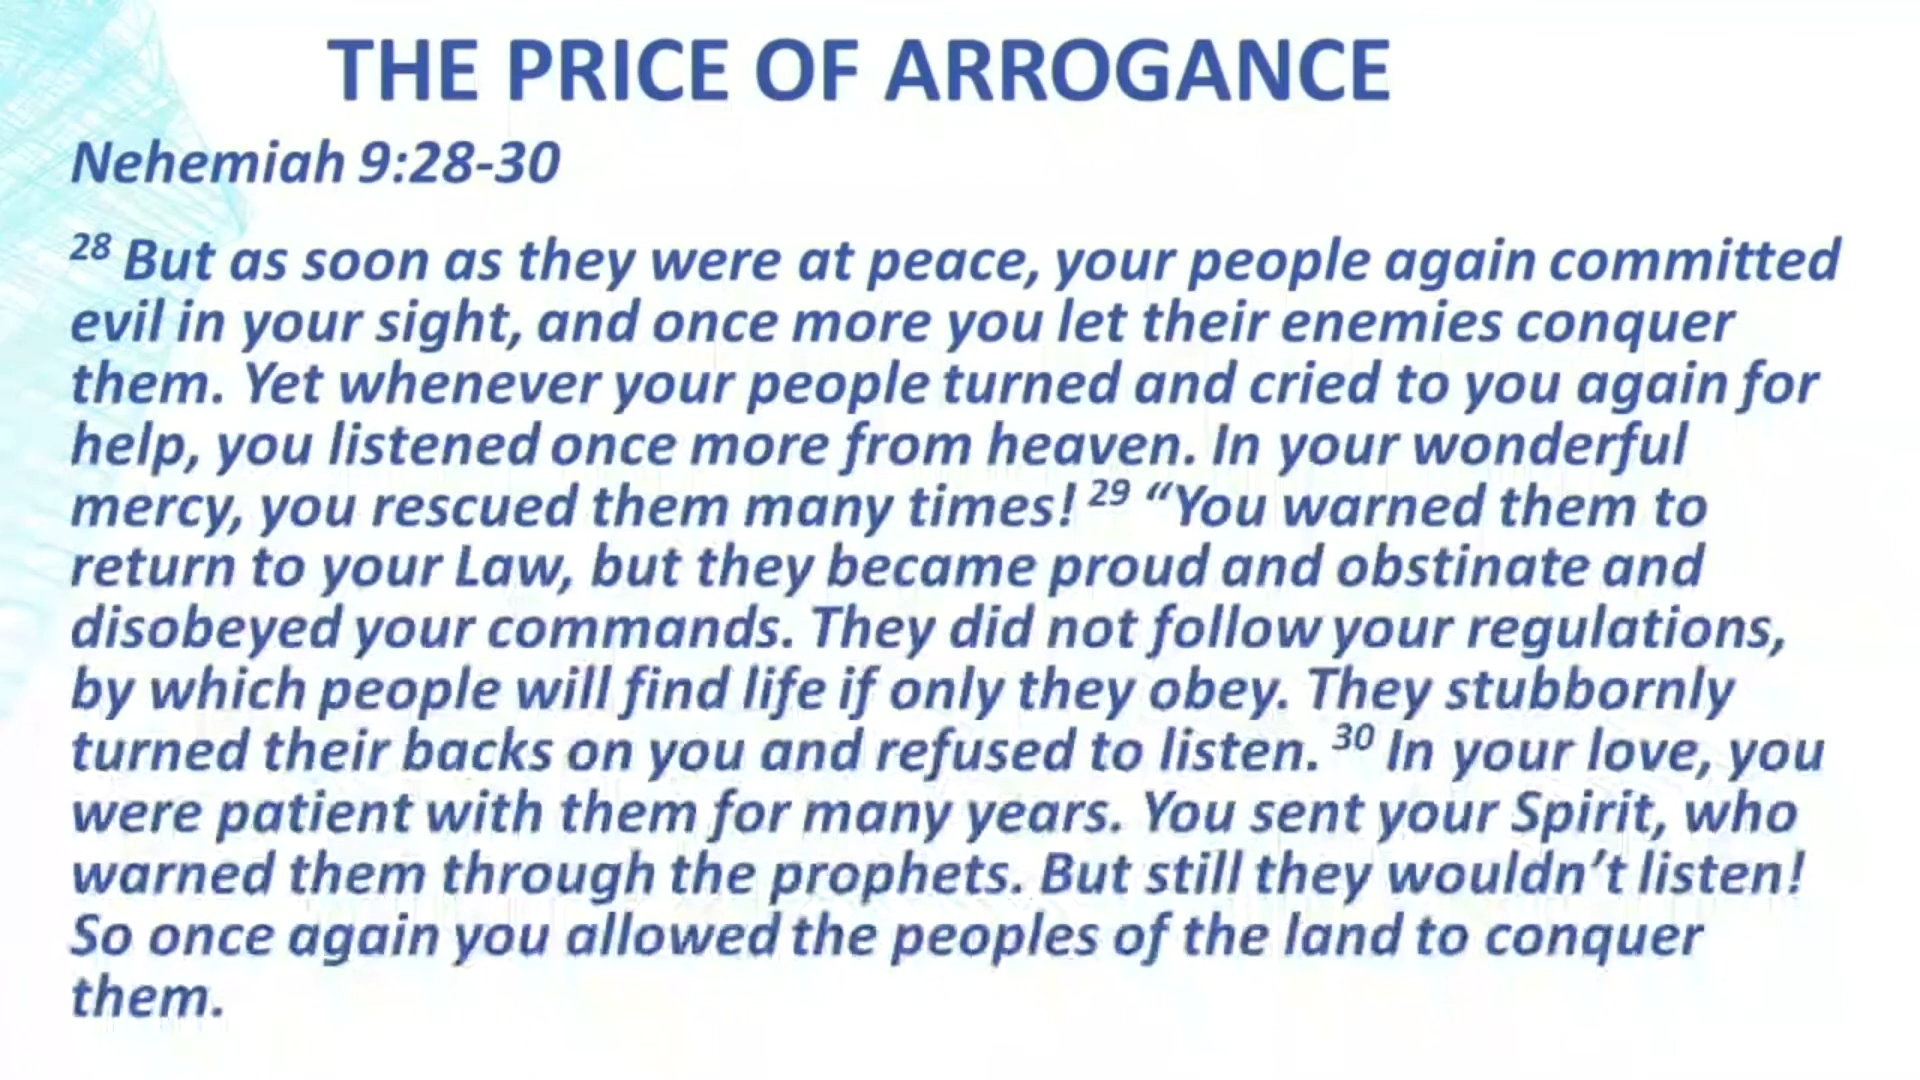 THE PRICE OF ARROGANCE
Nehemiah 9:28-30
28 But as soon as they were at peace, your people again committed
evil in your sight, and once more you let their enemies conquer
them. Yet whenever your people turned and cried to you again for
help, you listened once more from heaven. In your wonderful
mercy, you rescued them many times! 29 “You warned them to
return to your Law, but they became proud and obstinate and
disobeyed your commands. They did not follow your regulations,
by which people will find life if only they obey. They stubbornly
turned their backs on you and refused to listen. 30 In your love, you
were patient with them for many years. You sent your Spirit, who
warned them through the prophets. But still they wouldn’t listen!
So once again you allowed the peoples of the land to conquer
them.